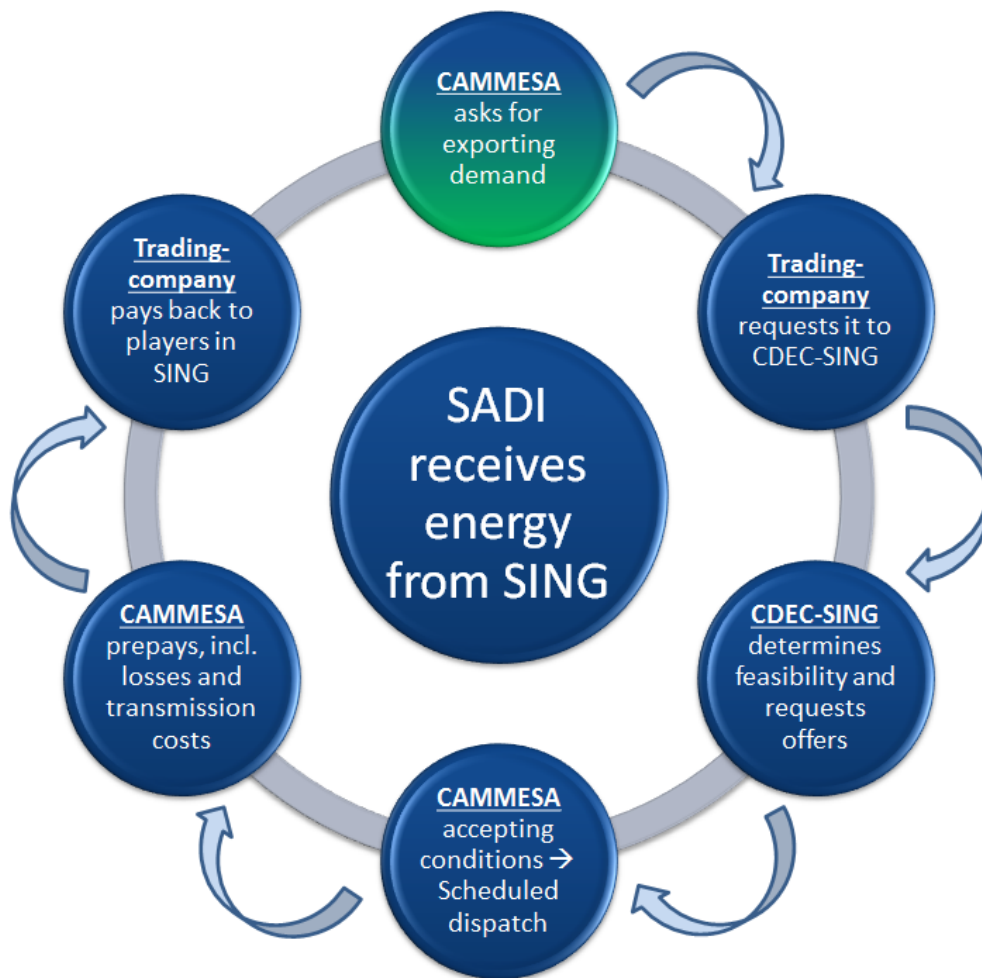 CAMMESA
asks for
exporting
demand
Trading-
company
requests it to
CDEC-SING
CDEC-SING
determines
feasibility and
requests
offers
CAMMESA
accepting
conditions →
Scheduled
dispatch
CAMMESA
prepays, incl.
losses and
transmission
costs
Trading-
company
pays back to
players in
SING
SADI
receives
energy
from SING